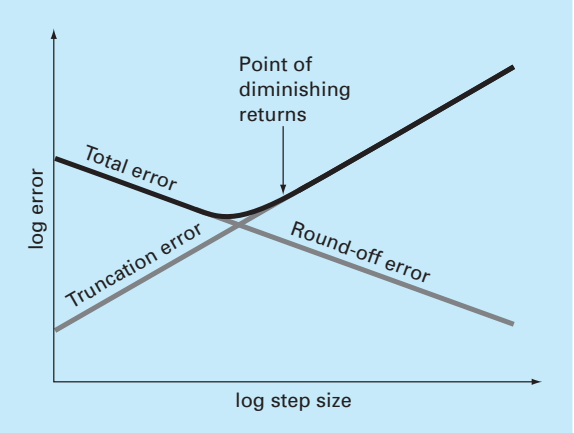 Point of
diminishing
returns
Total error
log error
Truncation error
Round-off error
log step size